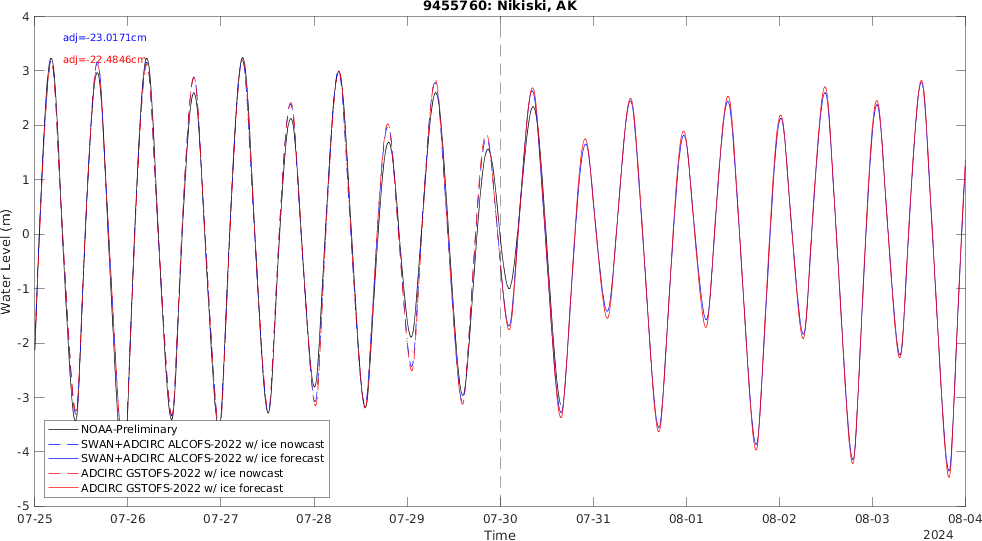 9455760: Nikiski, AK
adj=-23.0171cm
adj=-22.4846cm
Water Level (m)
4
3
2
1
0
-1
-2
-3
-4
-5
NOAA-Preliminary
SWAN+ADCIRC ALCOFS-2022 w/ ice nowcast
SWAN+ADCIRC ALCOFS-2022 w/ ice forecast
ADCIRC GSTOFS-2022 w/ ice nowcast
ADCIRC GSTOFS-2022 w/ ice forecast
07-25 07-26 07-27 07-28 07-29 07-30 07-31 08-01 08-02 08-03 08-04
Time
2024